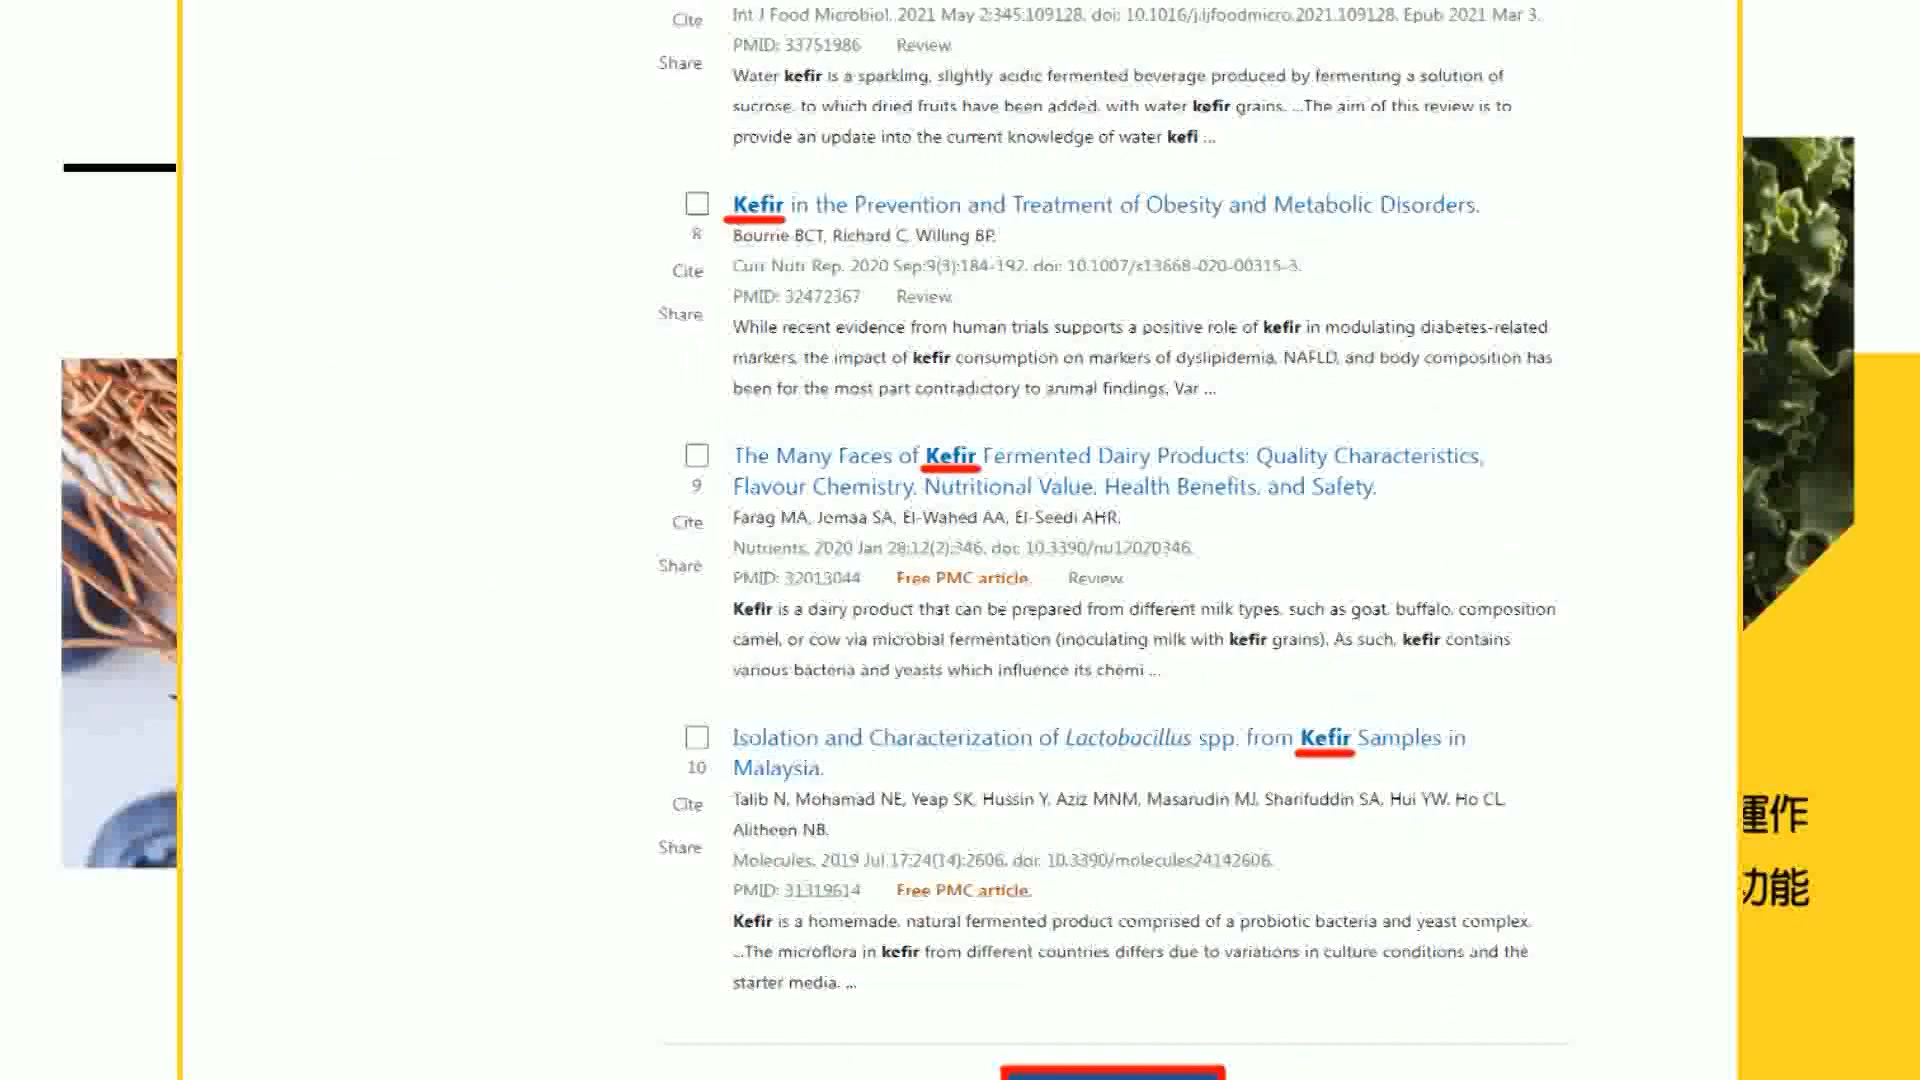 Cite
Int J Food Microbiol. 2021 May 2;345:109128. doi: 10.1016/j.ijfoodmicro.2021.109128. Epub 2021 Mar 3.
PMID: 33751986 Review.
Share
Water kefir is a sparkling, slightly acidic fermented beverage produced by fermenting a solution of
sucrose, to which dried fruits have been added, with water kefir grains. ...The aim of this review is to
provide an update into the current knowledge of water kefi ...
Kefir in the Prevention and Treatment of Obesity and Metabolic Disorders.
8
Bourrie BCT, Richard C, Willing BP.
Cite
Curr Nutr Rep. 2020 Sep;9(3):184-192. doi: 10.1007/s13668-020-00315-3.
PMID: 32472367 Review.
Share
While recent evidence from human trials supports a positive role of kefir in modulating diabetes-related
markers, the impact of kefir consumption on markers of dyslipidemia, NAFLD, and body composition has
been for the most part contradictory to animal findings. Var ...
The Many Faces of Kefir Fermented Dairy Products: Quality Characteristics,
9
Flavour Chemistry, Nutritional Value, Health Benefits, and Safety.
Farag MA, Jomaa SA, El-Wahed AA, El-Seedi AHR.
Cite
Nutrients. 2020 Jan 28;12(2):346. doi: 10.3390/nu12020346.
Share
PMID: 32013044 Free PMC article. Review.
Kefir is a dairy product that can be prepared from different milk types, such as goat, buffalo, composition
camel, or cow via microbial fermentation (inoculating milk with kefir grains). As such, kefir contains
various bacteria and yeasts which influence its chemi ...
Isolation and Characterization of Lactobacillus spp. from Kefir Samples in
10
Malaysia.
Talib N, Mohamad NE, Yeap SK, Hussin Y, Aziz MNM, Masarudin MJ, Sharifuddin SA, Hui YW, Ho CL,
Cite
Alitheen NB.
Share
Molecules. 2019 Jul 17;24(14):2606. doi: 10.3390/molecules24142606.
PMID: 31319614 Free PMC article.
Kefir is a homemade, natural fermented product comprised of a probiotic bacteria and yeast complex.
...The microflora in kefir from different countries differs due to variations in culture conditions and the
starter media. ...
運作
功能